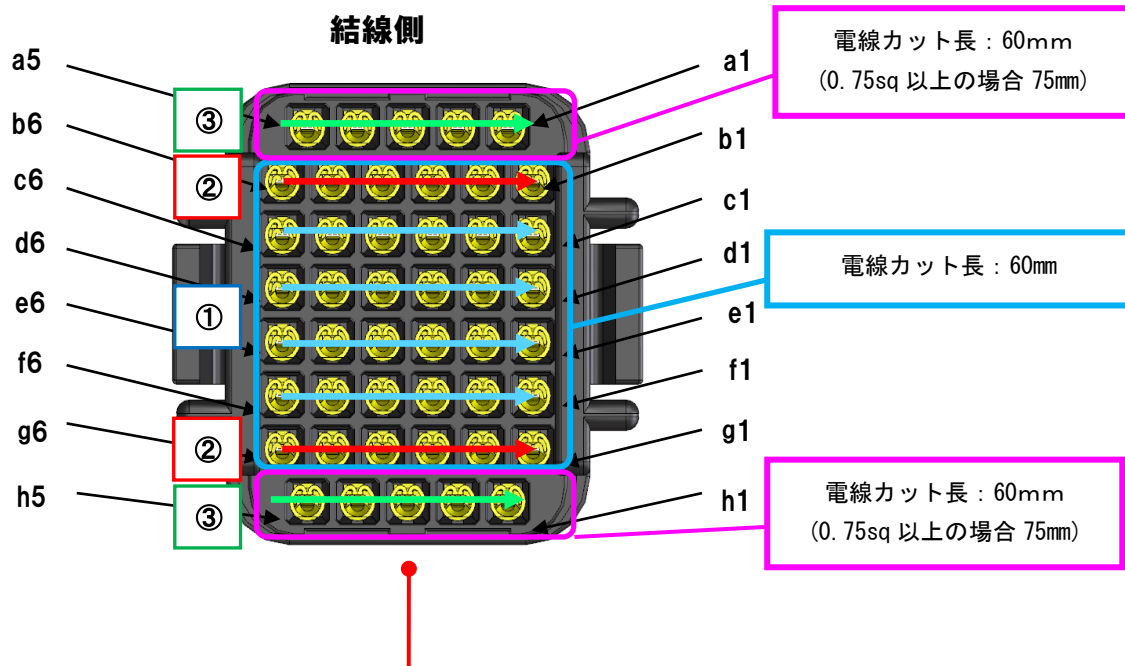 結線側
a5
b6
c6
d6
e6
f6
g6
h5
③
②
①
②
③
a1
b1
c1
d1
e1
f1
g1
h1
電線カット長：60ｍｍ
(0.75sq 以上の場合 75㎜)
電線カット長：60㎜
電線カット長：60ｍｍ
(0.75sq 以上の場合 75㎜)